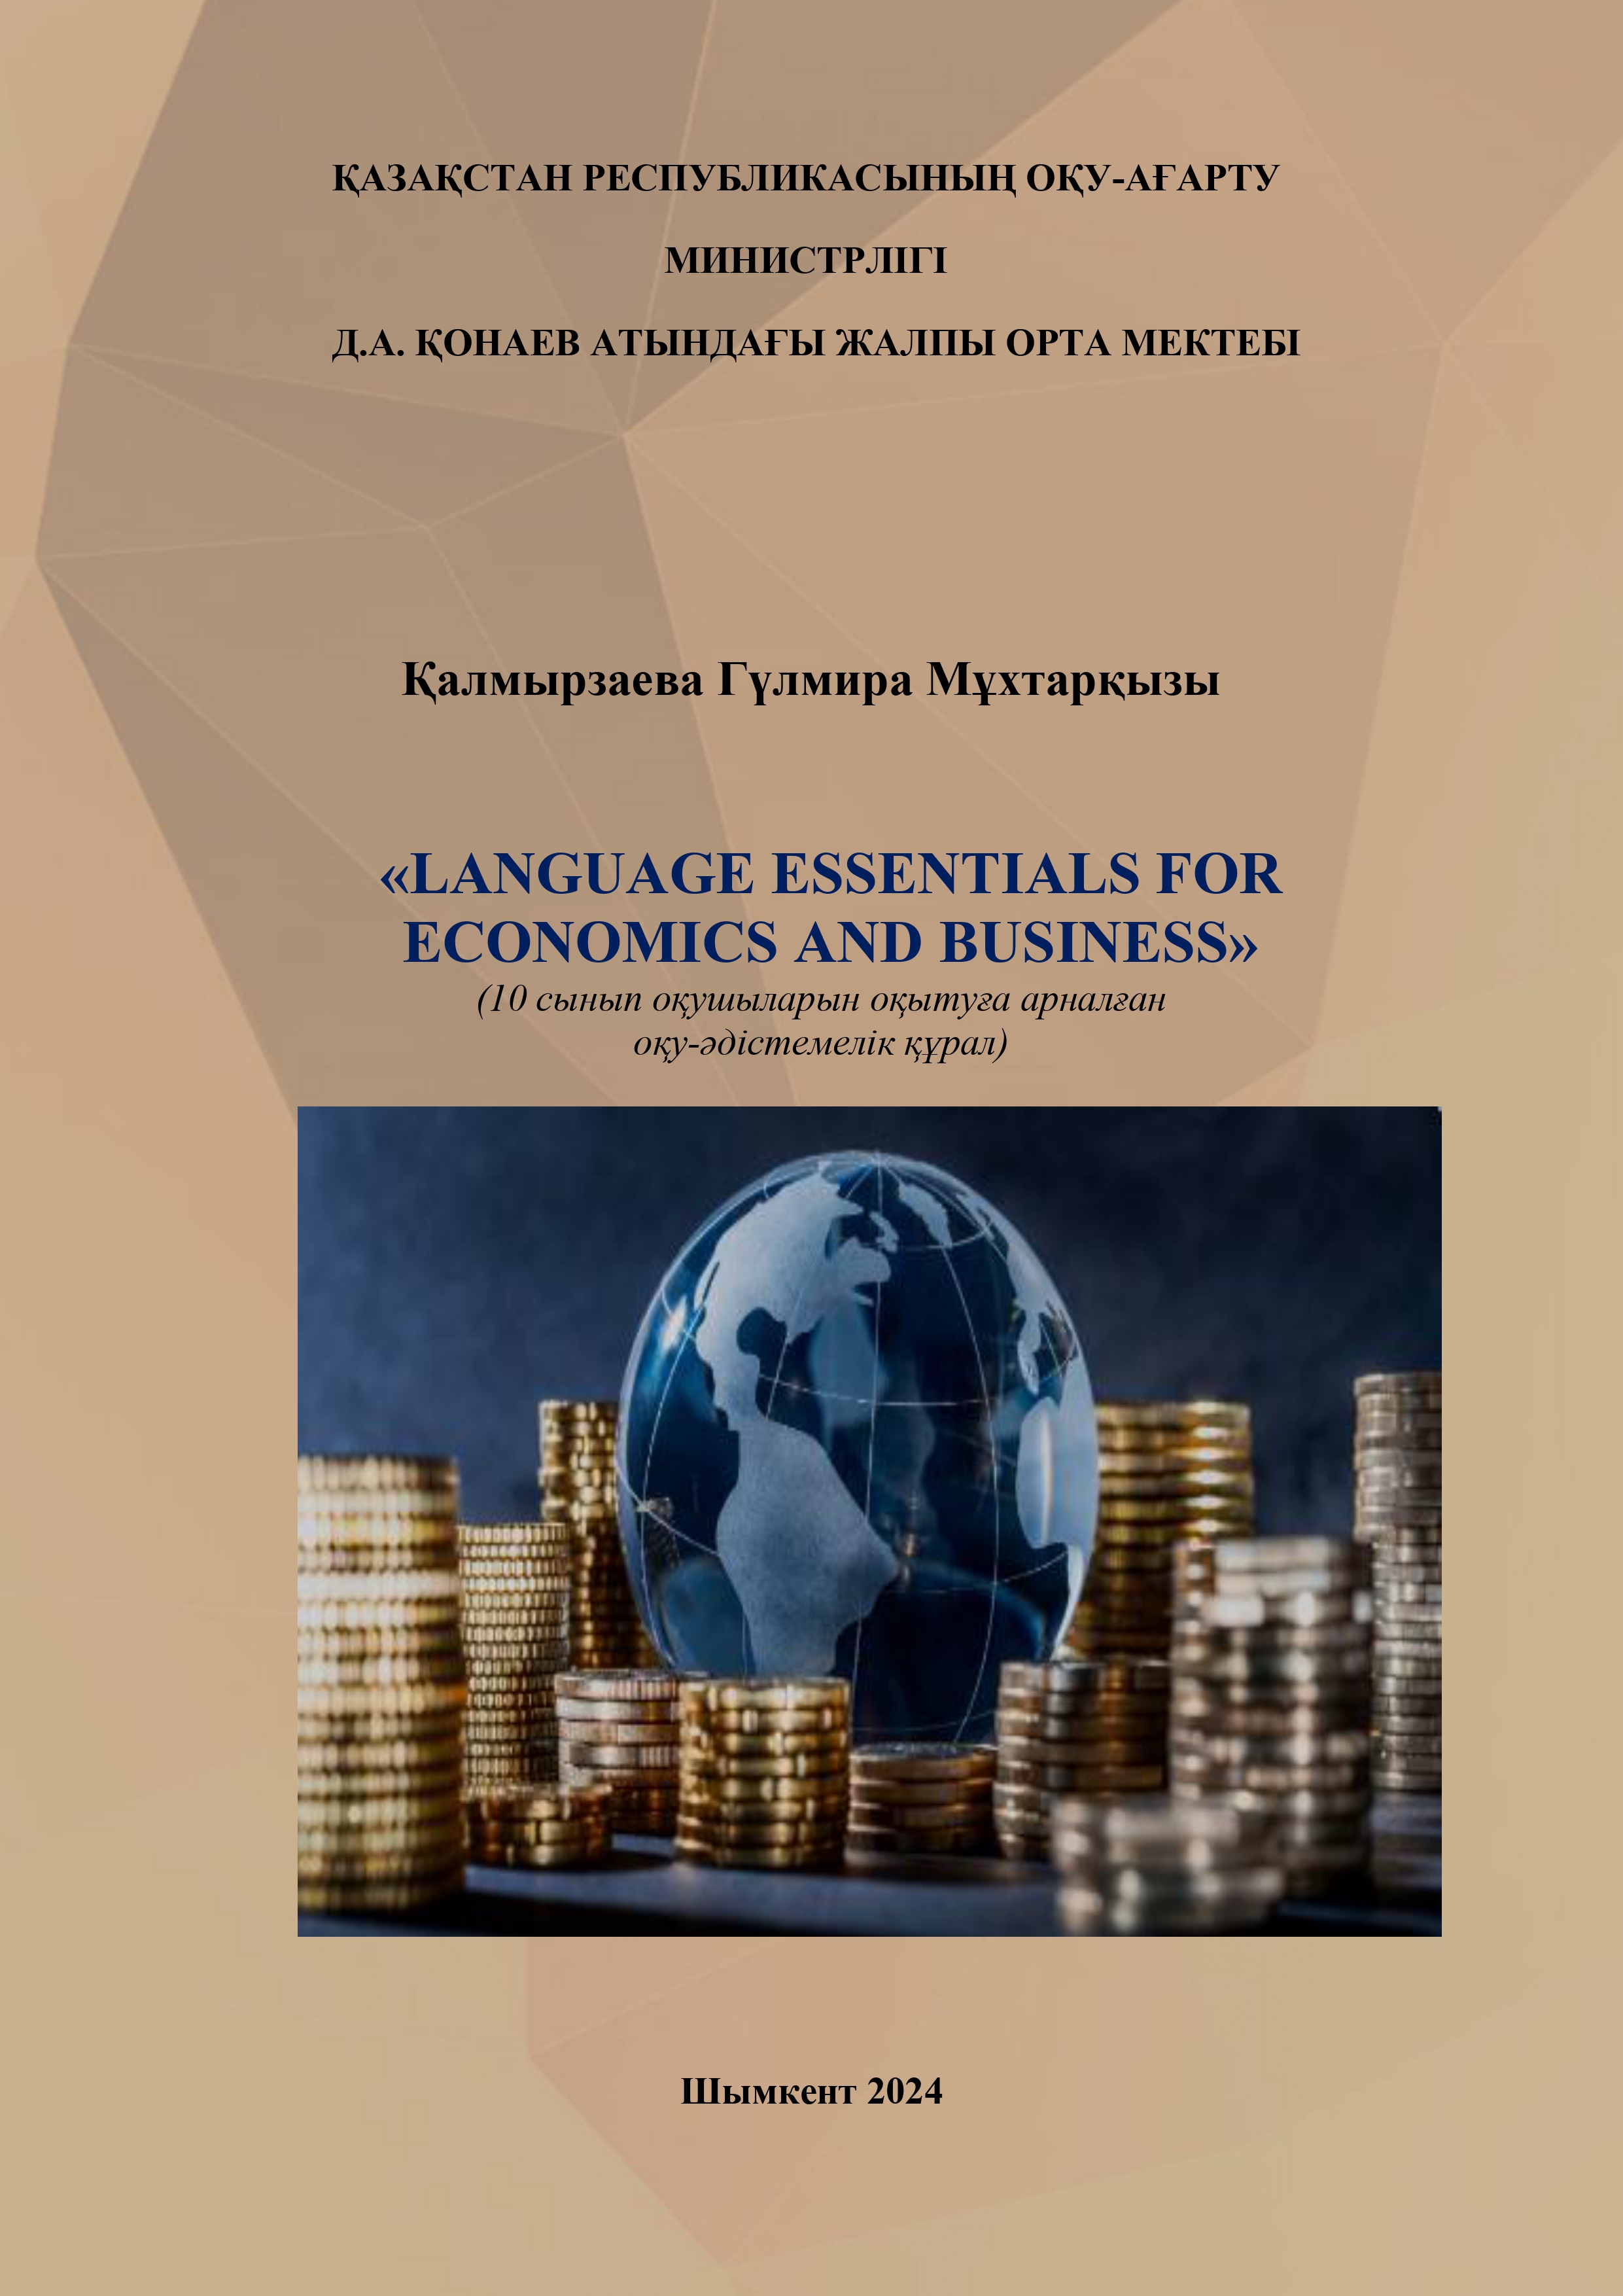 ҚАЗАҚСТАН РЕСПУБЛИКАСЫНЫҢ ОҚУ-АҒАРТУ
МИНИСТРЛІГІ
Д.А. ҚОНАЕВ АТЫНДАҒЫ ЖАЛПЫ ОРТА МЕКТЕБІ
Қалмырзаева Гүлмира Мұхтарқызы
«LANGUAGE ESSENTIALS FOR
ECONOMICS AND BUSINESS»
(10 сынып оқушыларын оқытуға арналған
оқу-әдістемелік құрал)
Шымкент 2024